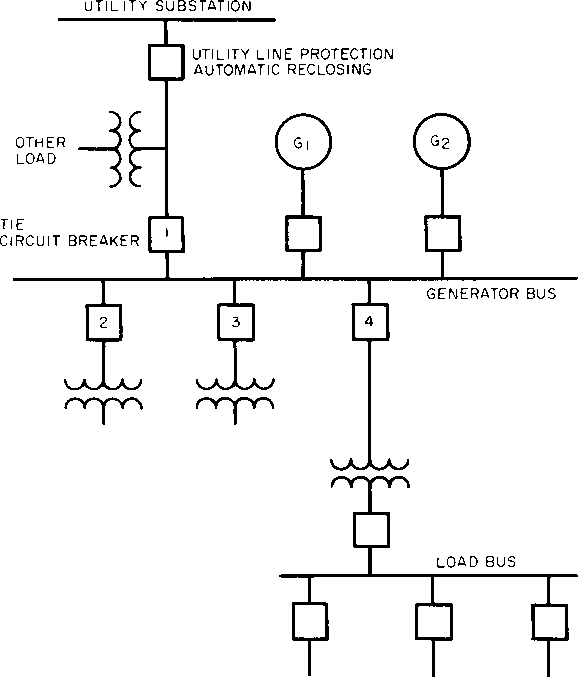 UTILITY SUBSTATION
UTILITY LINE PROTECTION
AUTOMATIC RECLOSING
OTHER
LOAD
G1
G2
TIE
CIRCUIT BREAKER
1
GENERATOR BUS
2
3
4
LOAD BUS